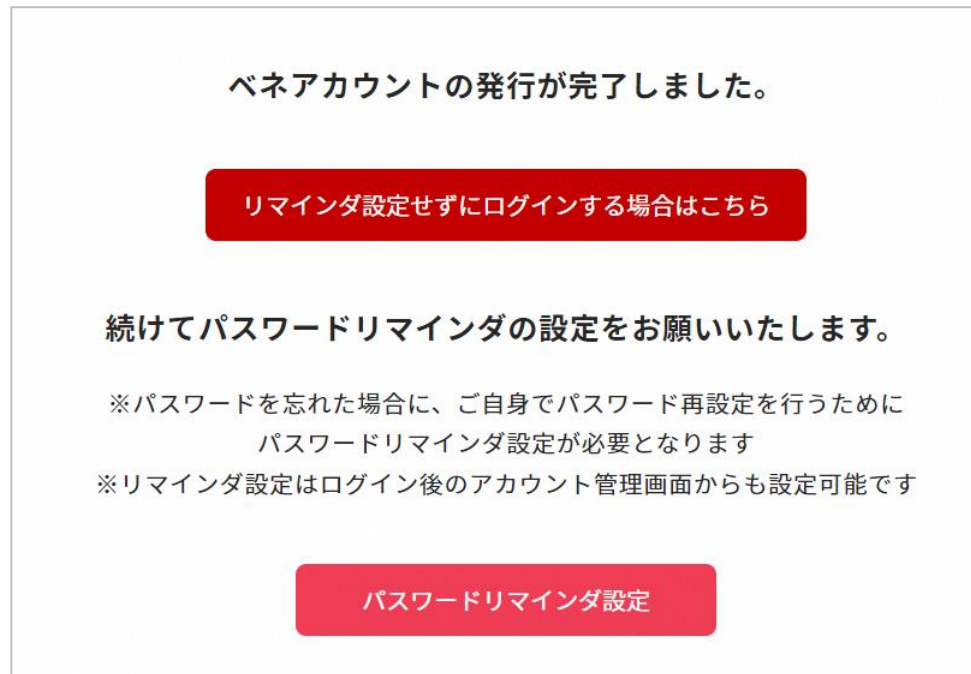 ベネアカウントの発行が完了しました。
リマインダ設定せずにログインする場合はこちら
続けてパスワードリマインダの設定をお願いいたします。
※パスワードを忘れた場合に、ご自身でパスワード再設定を行うために
パスワードリマインダ設定が必要となります
※リマインダ設定はログイン後のアカウント管理画面からも設定可能です
パスワードリマインダ設定